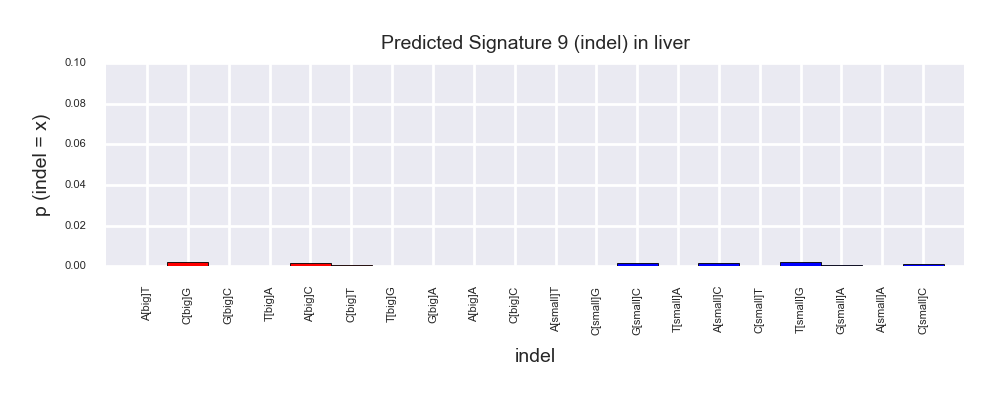 Predicted Signature 9 (indel) in liver
p (indel = x)
0.10
0.08
0.06
0.04
0.02
0.00
A[big]T
C[big]G
G[big]C
T[big]A
A[big]C
C[big]T
T[big]G
G[big]A
A[big]A
C[big]C
A[small]T
C[small]G
G[small]C
T[small]A
A[small]C
C[small]T
T[small]G
G[small]A
A[small]A
C[small]C
indel